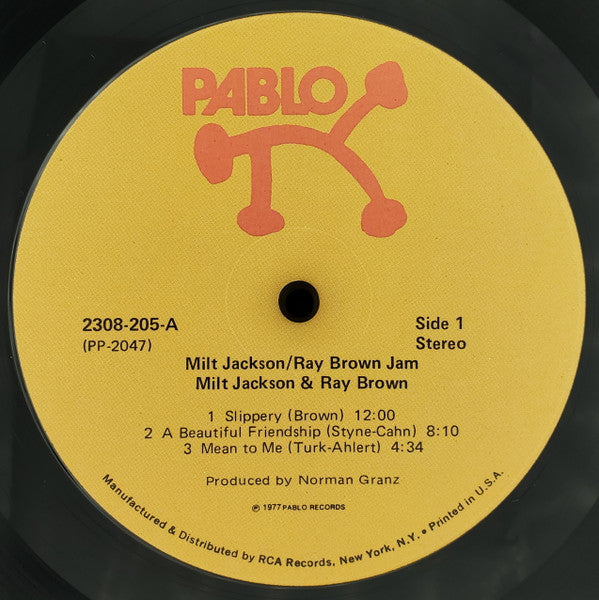 PABLO
2308-205-A
Side 1
(PP-2047)
Stereo
Milt Jackson/Ray Brown Jam
Milt Jackson & Ray Brown
1 Slippery (Brown) 12:00
2 A Beautiful Friendship (Styne-Cahn) 8:10
3 Mean to Me (Turk-Ahlert) 4:34
Produced by Norman Granz
℗ 1977 PABLO RECORDS
Manufactured & Distributed by RCA Records, New York, N.Y. • Printed in U.S.A.